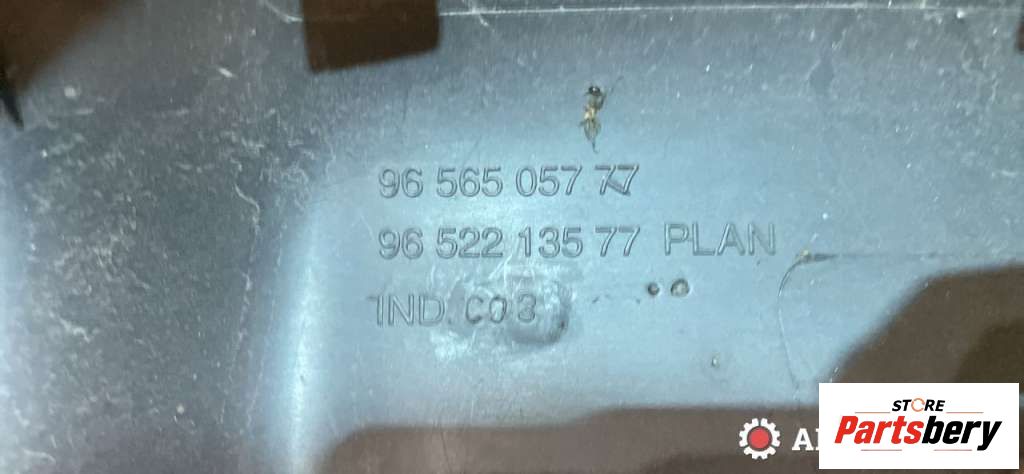 96 565 057 77
96 522 135 77 PLAN
IND. C03
STORE
Partsbery